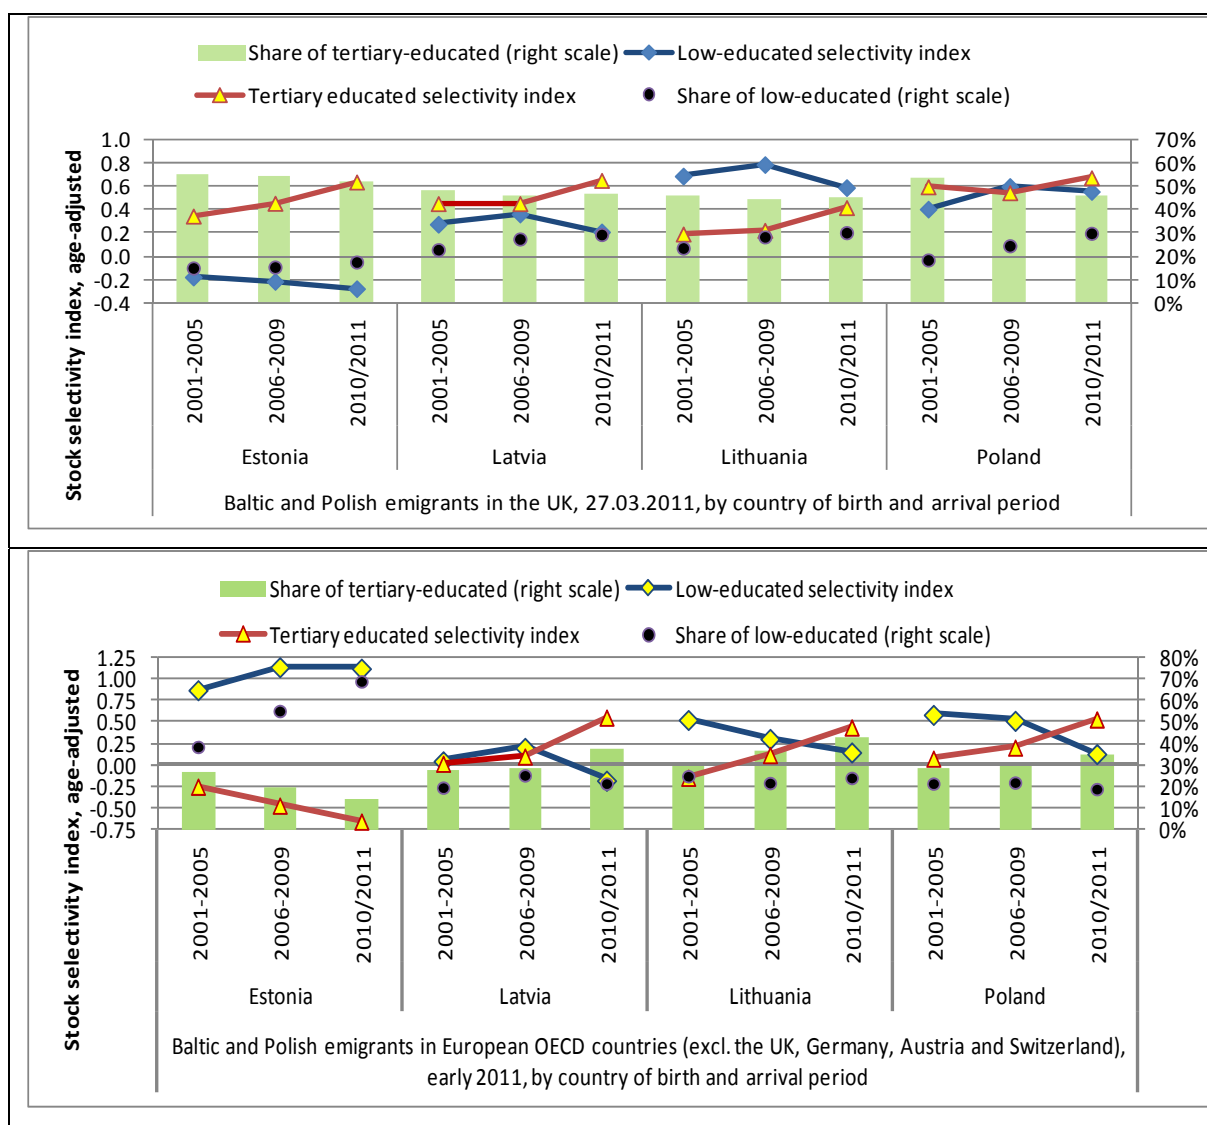 Share of tertiary-educated (right scale) Low-educated selectivity index
Tertiary educated selectivity index Share of low-educated (right scale)
Stock selectivity index, age-adjusted
1.0
0.8
0.6
0.4
0.2
0.0
-0.2
-0.4
70%
60%
50%
40%
30%
20%
10%
0%
2001-2005 2006-2009 2010/2011 2001-2005 2006-2009 2010/2011 2001-2005 2006-2009 2010/2011 2001-2005 2006-2009 2010/2011
Estonia Latvia Lithuania Poland
Baltic and Polish emigrants in the UK, 27.03.2011, by country of birth and arrival period
Share of tertiary-educated (right scale) Low-educated selectivity index
Tertiary educated selectivity index Share of low-educated (right scale)
Stock selectivity index, age-adjusted
1.25
1.00
0.75
0.50
0.25
0.00
-0.25
-0.50
-0.75
80%
70%
60%
50%
40%
30%
20%
10%
0%
2001-2005 2006-2009 2010/2011 2001-2005 2006-2009 2010/2011 2001-2005 2006-2009 2010/2011 2001-2005 2006-2009 2010/2011
Estonia Latvia Lithuania Poland
Baltic and Polish emigrants in European OECD countries (excl. the UK, Germany, Austria and Switzerland),
early 2011, by country of birth and arrival period